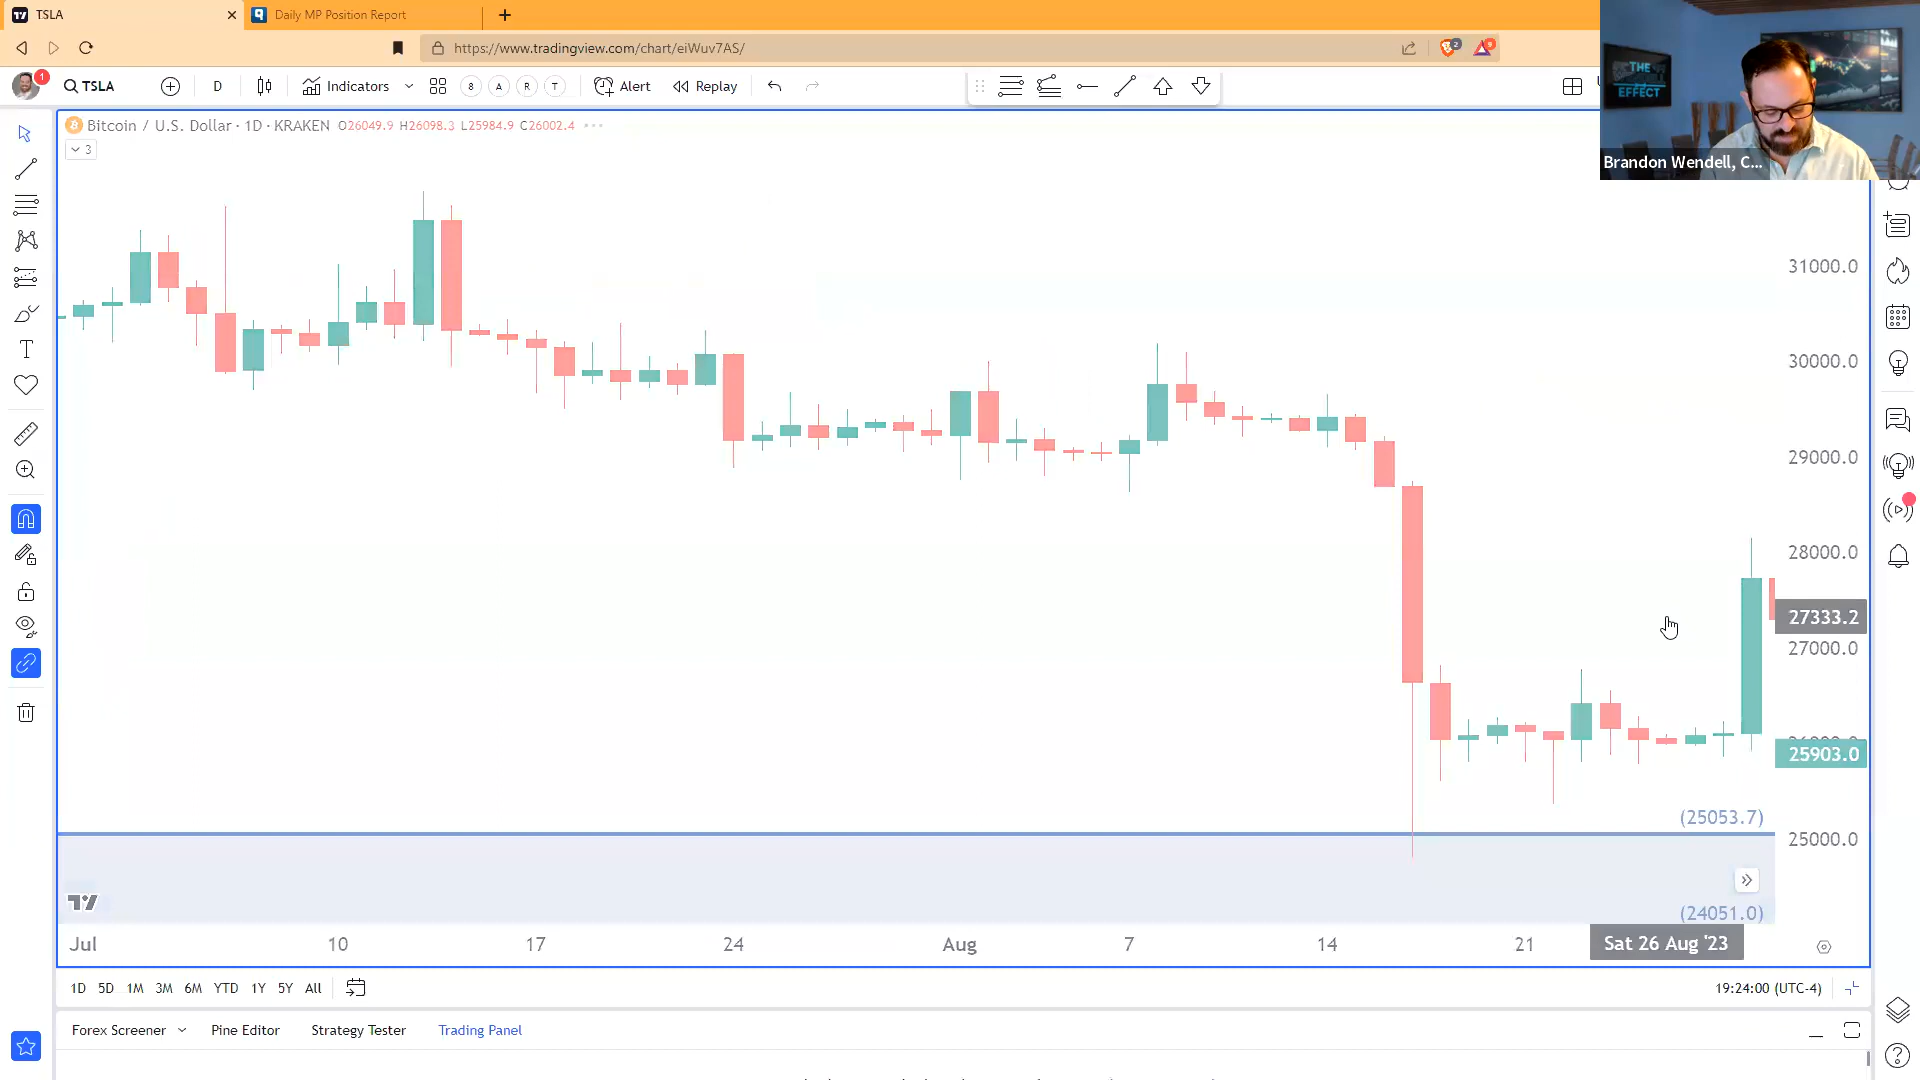 TSLA
Daily MP Position Report
https://www.tradingview.com/chart/eiWuv7AS/
1
TSLA
D
Indicators
8 A R T
Alert
Replay
THE
EFFECT
Brandon Wendell, C...
Bitcoin / U.S. Dollar · 1D · KRAKEN O26049.9 H26098.3 L25984.9 C26002.4
3
31000.0
30000.0
29000.0
28000.0
27333.2
27000.0
25903.0
(25053.7)
25000.0
(24051.0)
Jul 10 17 24 Aug 7 14 21 Sat 26 Aug '23
1D 5D 1M 3M 6M YTD 1Y 5Y All
19:24:00 (UTC-4)
Forex Screener Pine Editor Strategy Tester Trading Panel